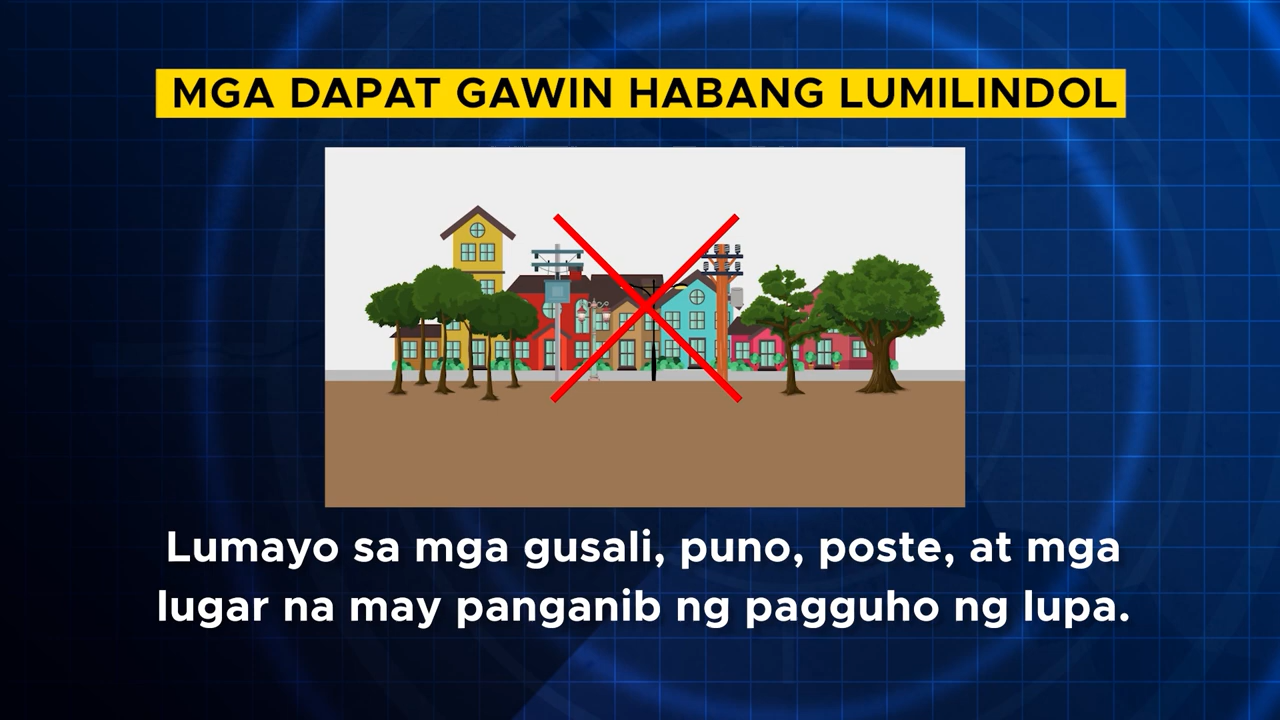 MGA DAPAT GAWIN HABANG LUMILINDOL
Lumayo sa mga gusali, puno, poste, at mga
lugar na may panganib ng pagguho ng lupa.